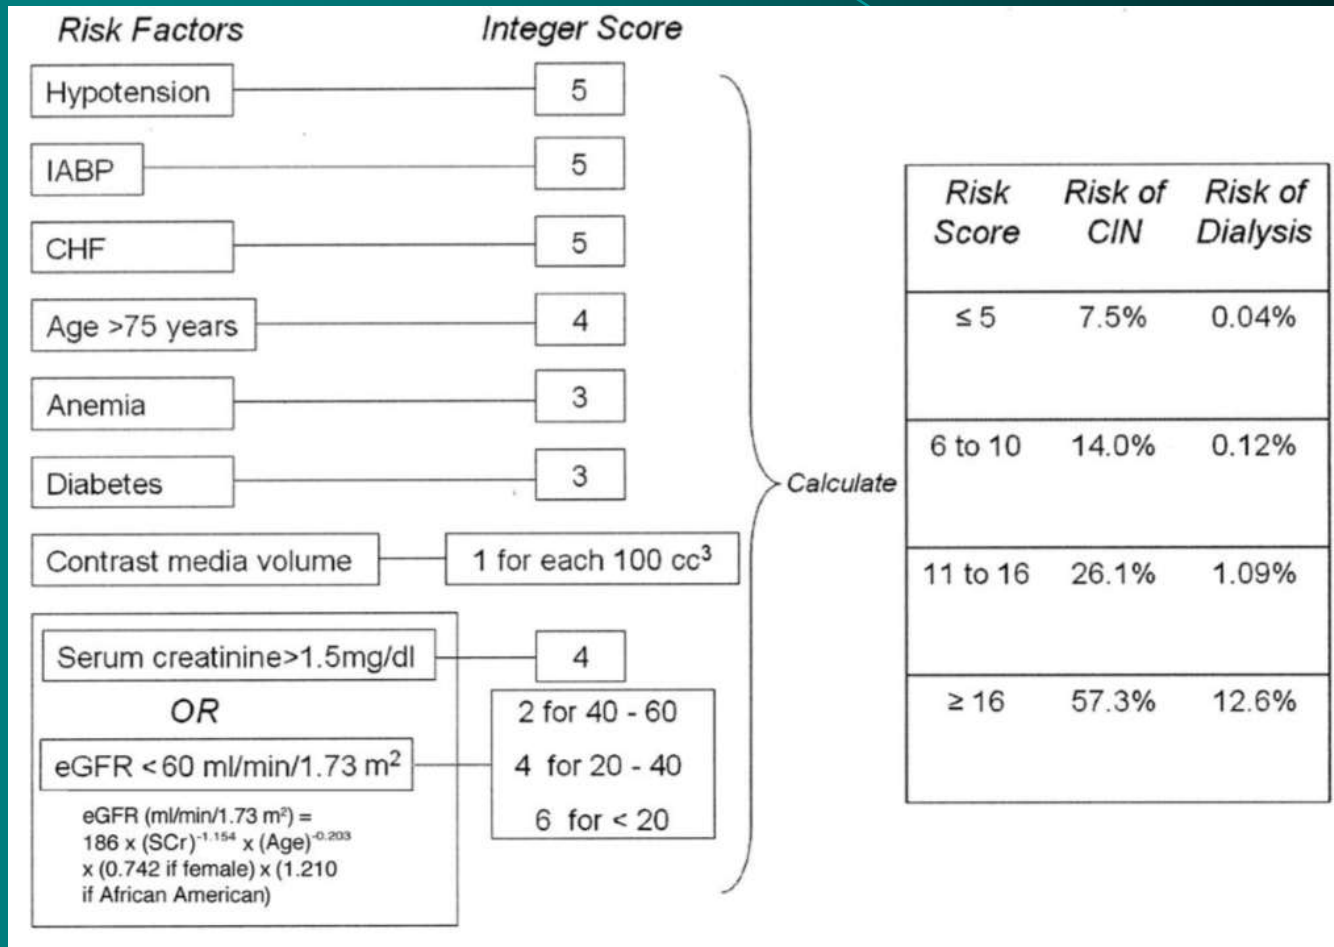 Risk Factors Integer Score
Hypotension 5
IABP 5
CHF 5
Age >75 years 4
Anemia 3
Diabetes 3
Contrast media volume 1 for each 100 cc³
Serum creatinine>1.5mg/dl 4
OR
eGFR <60 ml/min/1.73 m²
2 for 40 - 60
4 for 20 - 40
6 for < 20
eGFR (ml/min/1.73 m²) =
186 x (SCr)⁻¹·¹⁵⁴ x (Age)⁻⁰·²⁰³
x (0.742 if female) x (1.210
if African American)
Calculate
Risk Score Risk of CIN Risk of Dialysis
≤ 5 7.5% 0.04%
6 to 10 14.0% 0.12%
11 to 16 26.1% 1.09%
≥ 16 57.3% 12.6%